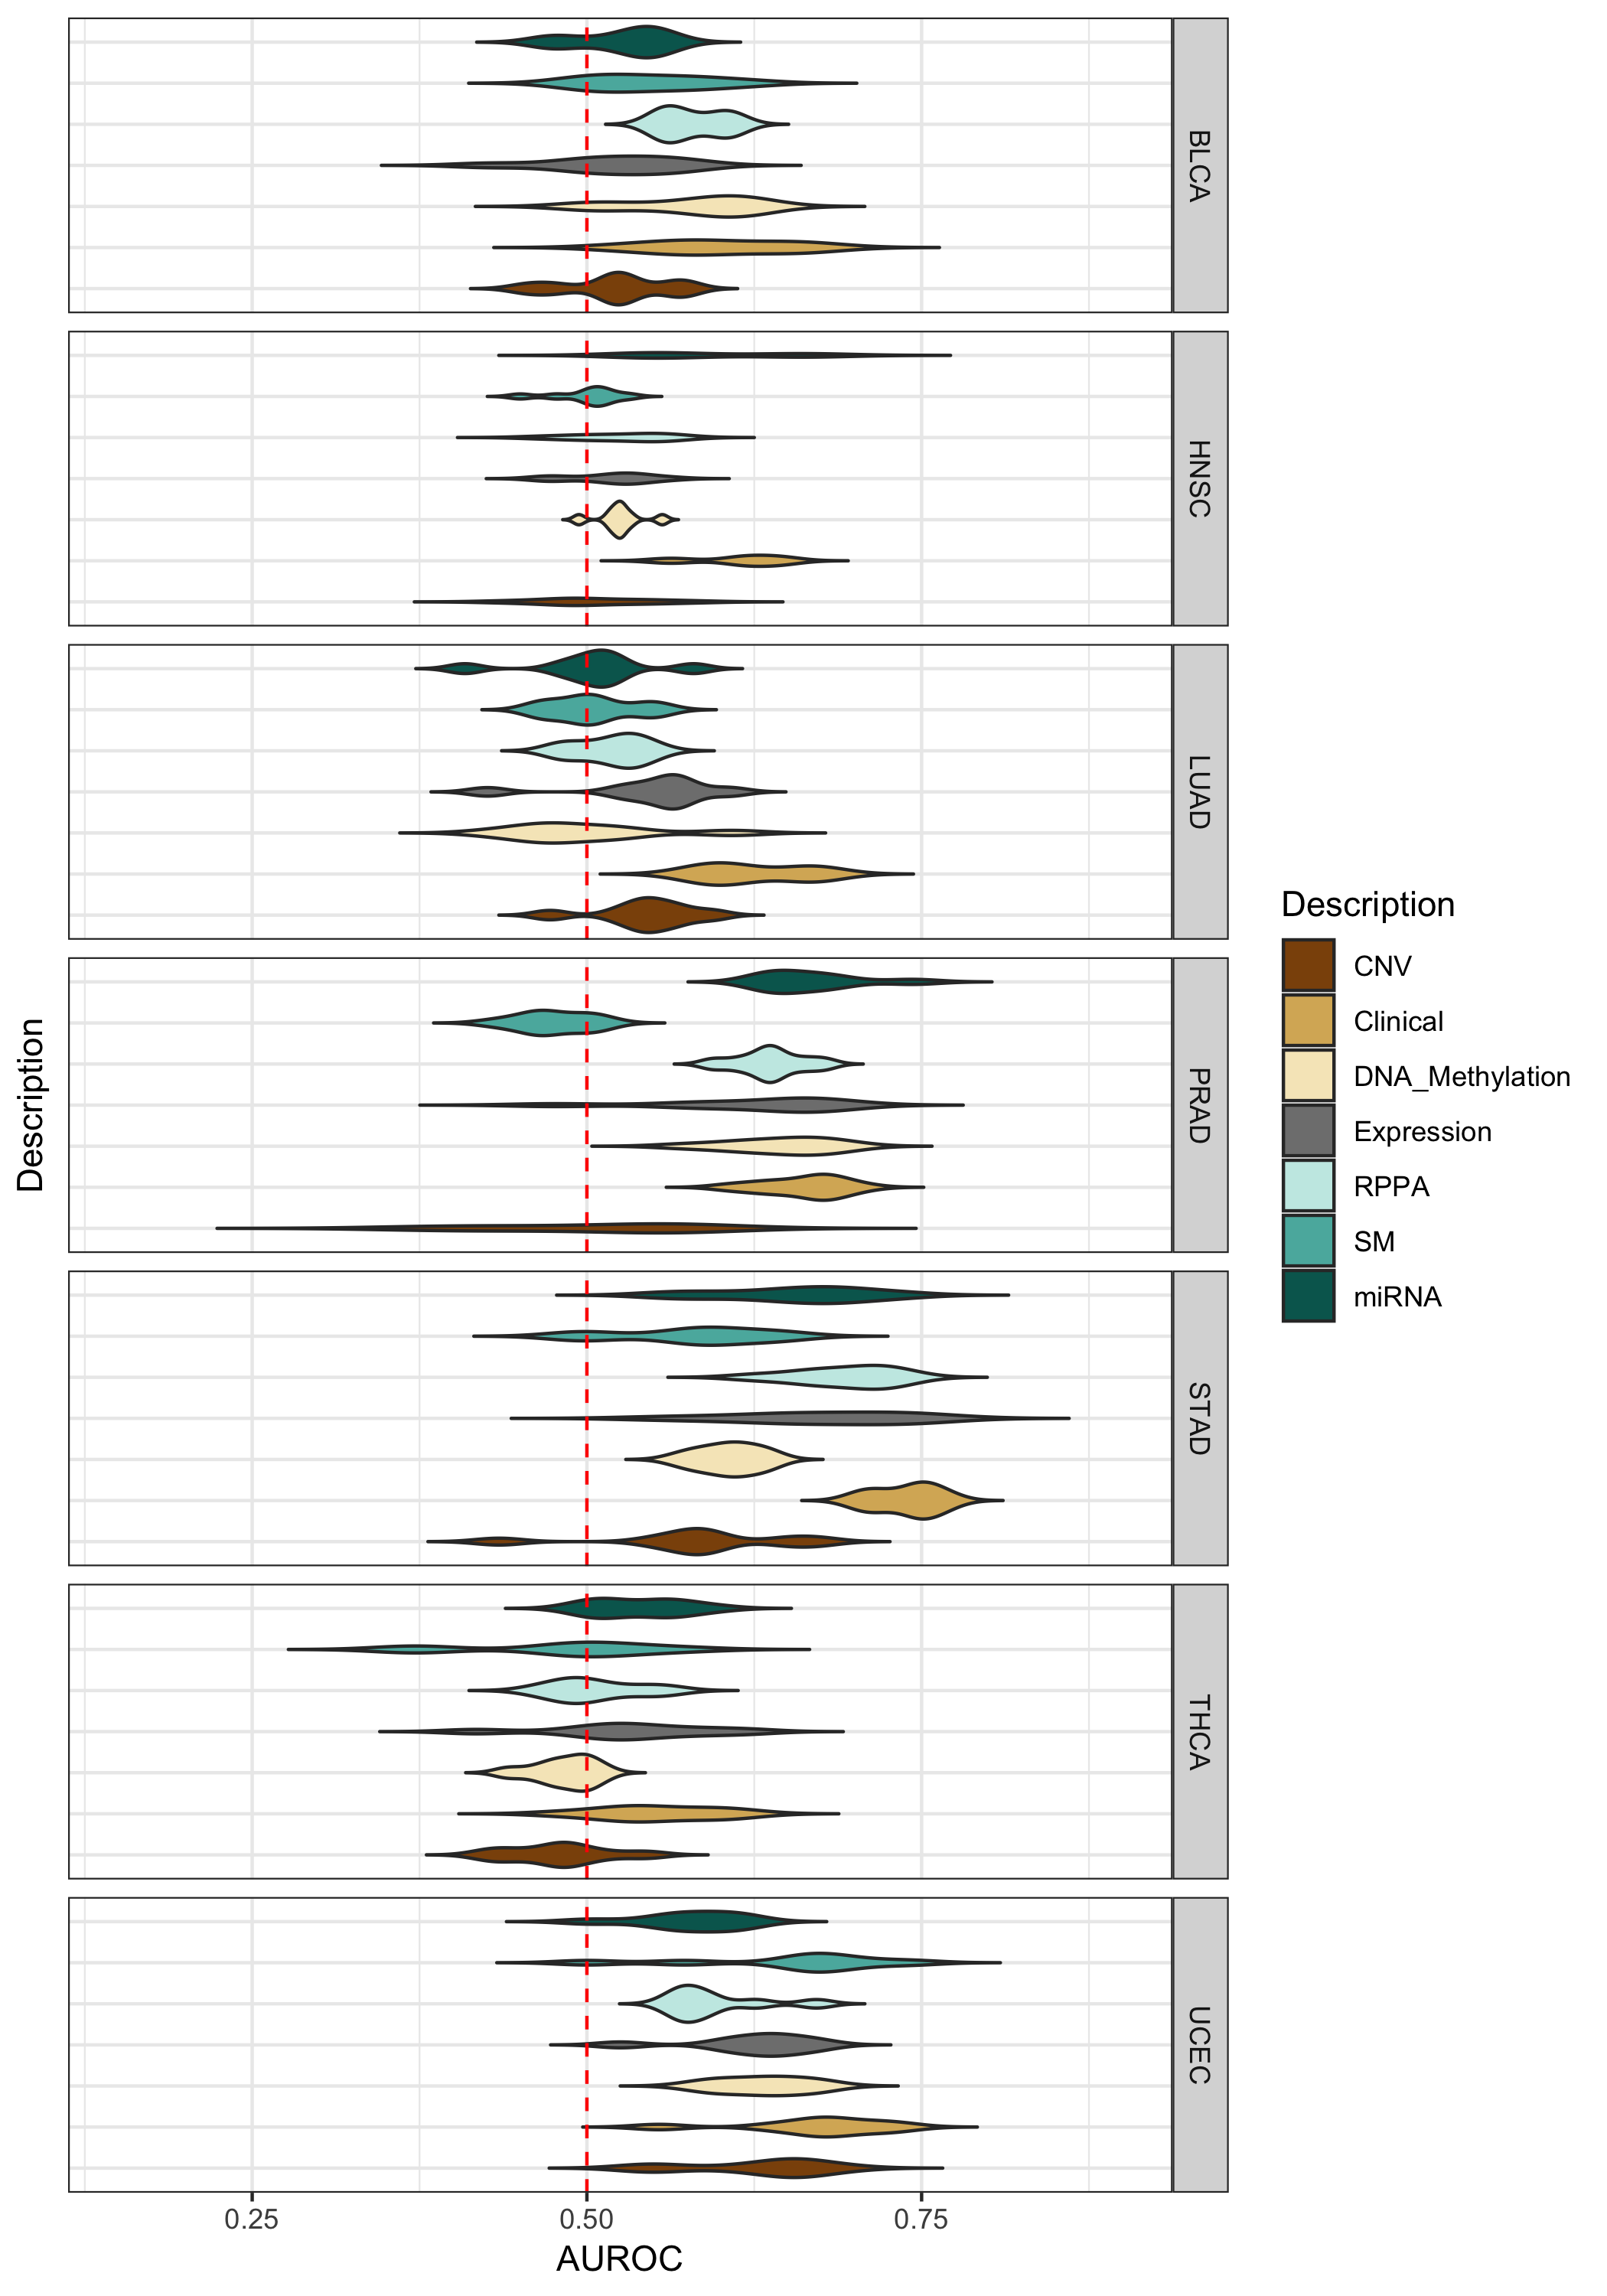 BLCA
HNSC
LUAD
PRAD
STAD
THCA
UCEC
Description
0.25
0.50
0.75
AUROC
Description
CNV
Clinical
DNA_Methylation
Expression
RPPA
SM
miRNA